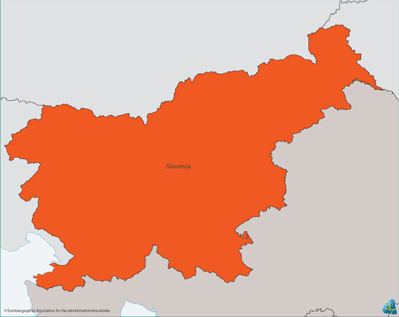 Slovenija
© EuroGeographics Association for the administrative boundaries